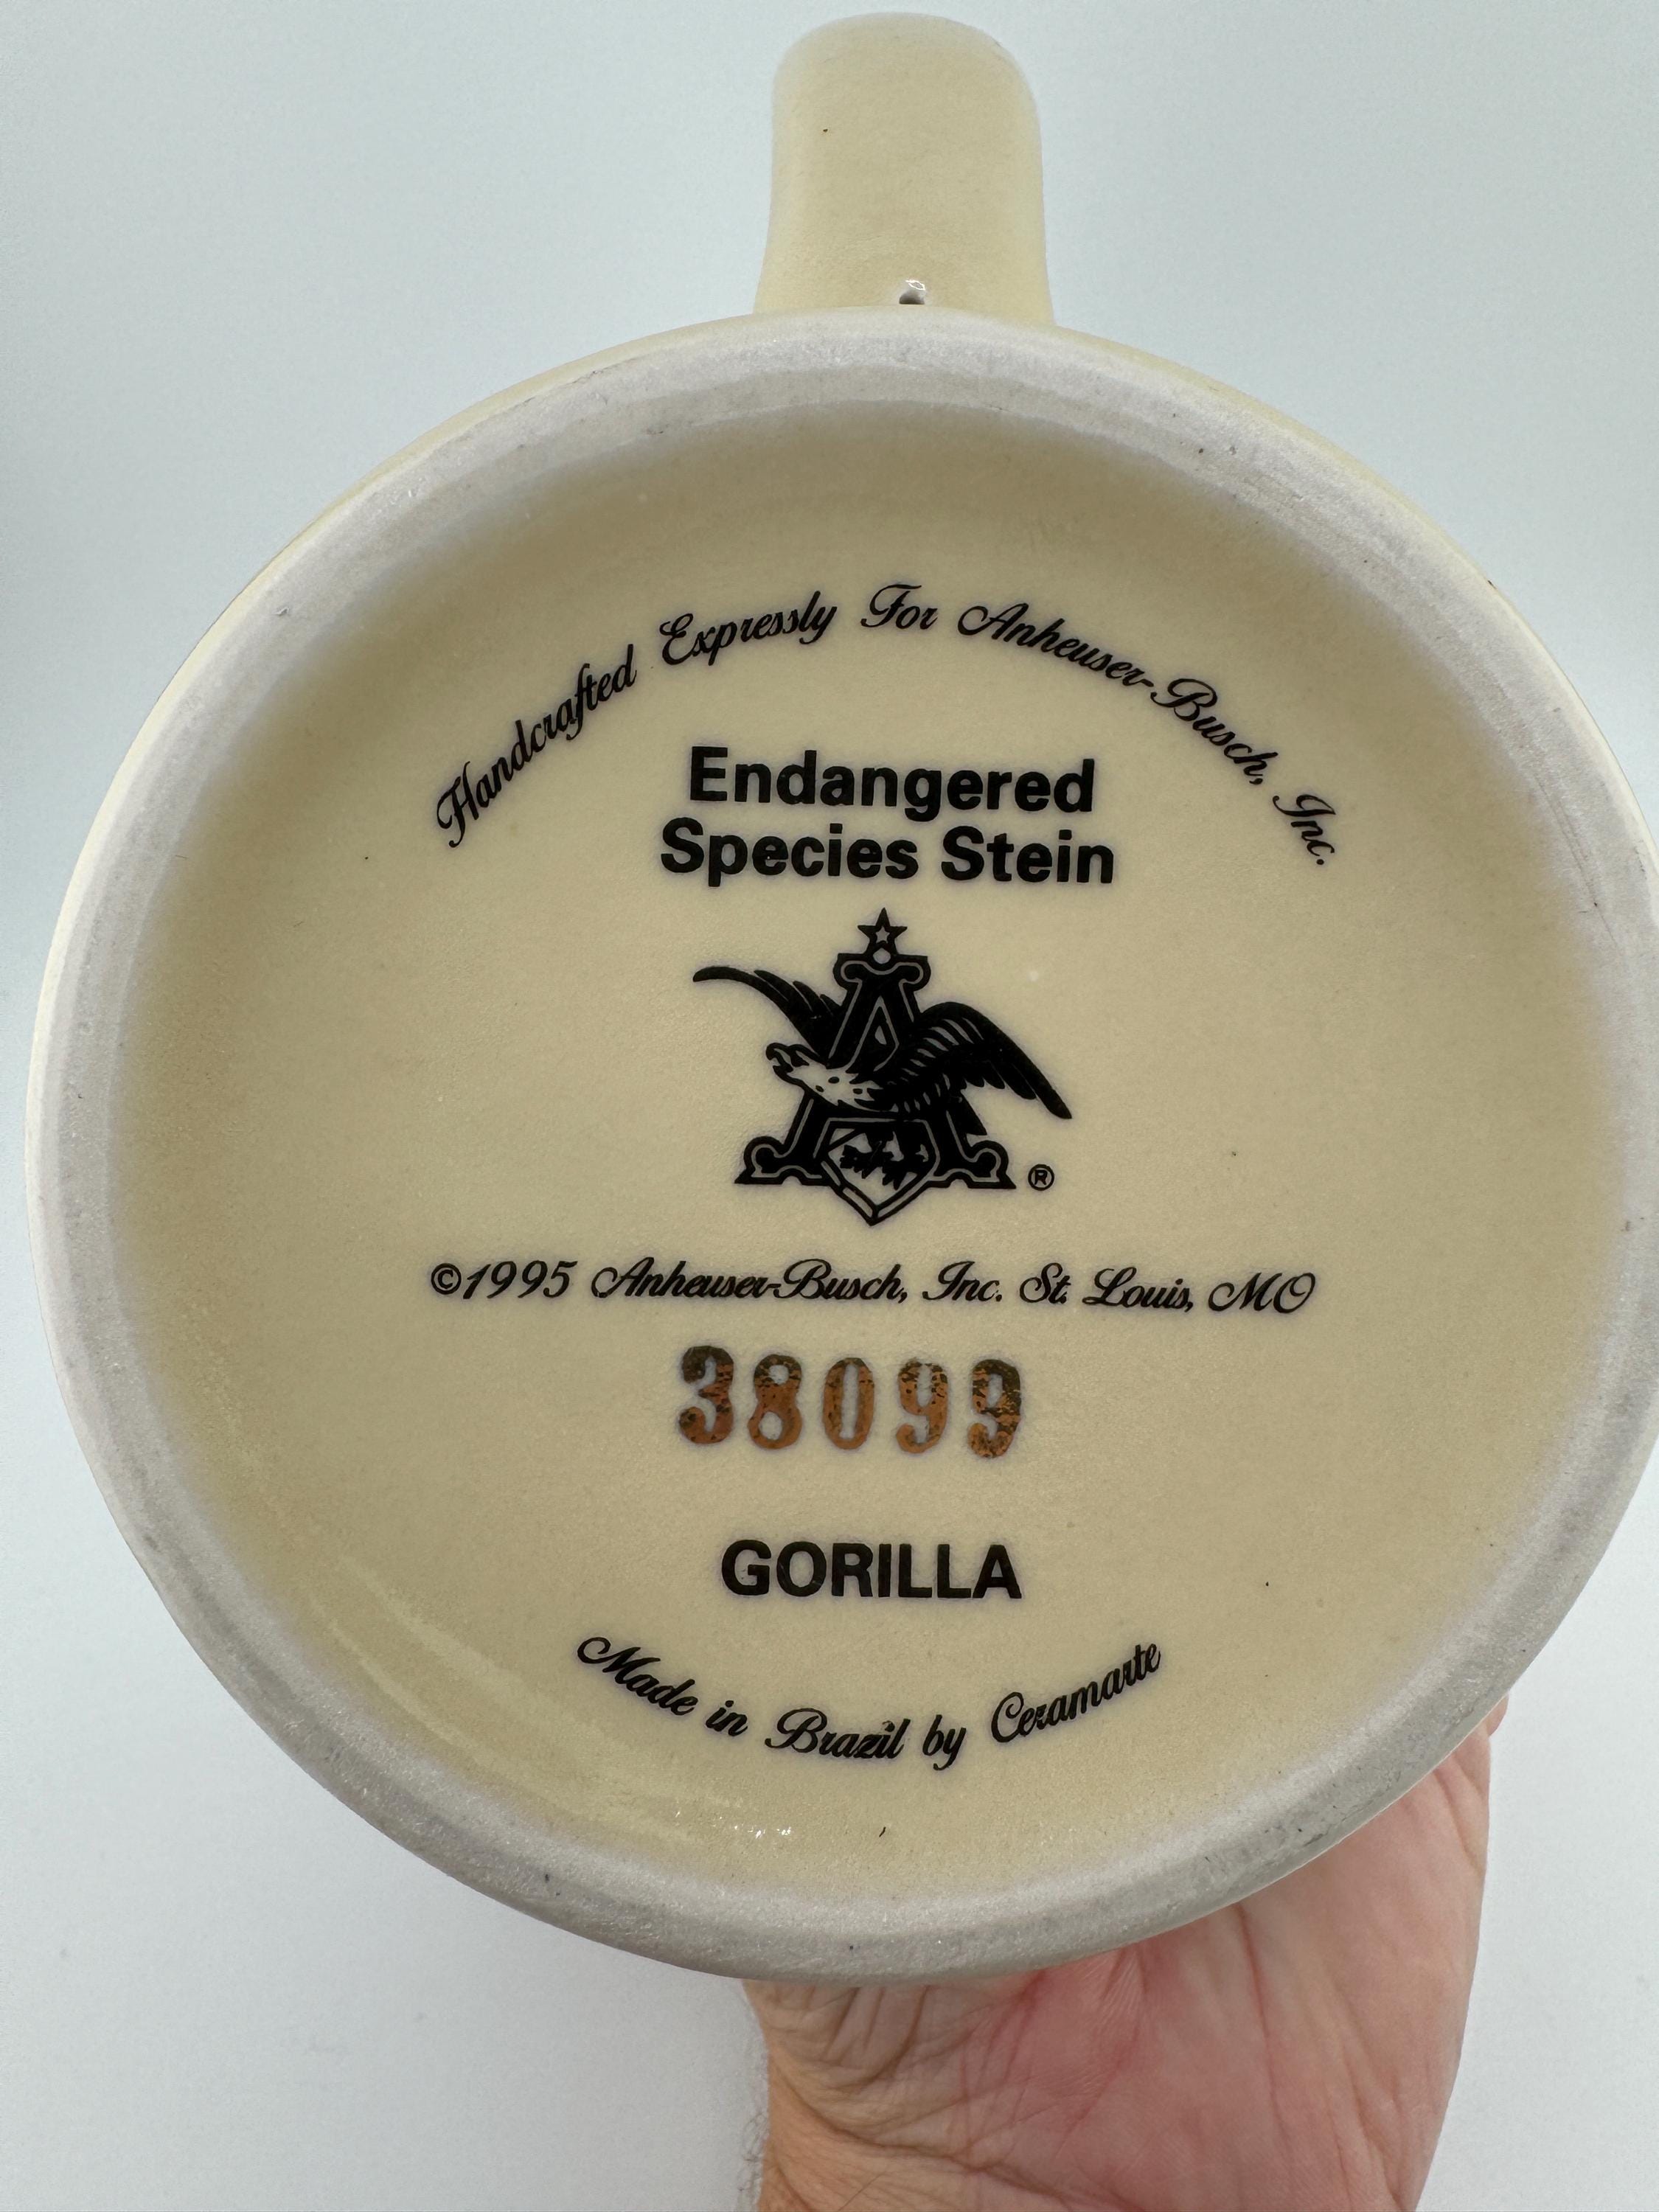 Handcrafted Expressly For Anheuser-Busch, Inc.
Endangered
Species Stein
A
®
©1995 Anheuser-Busch, Inc. St. Louis, MO
38099
GORILLA
Made in Brazil by Ceramarte